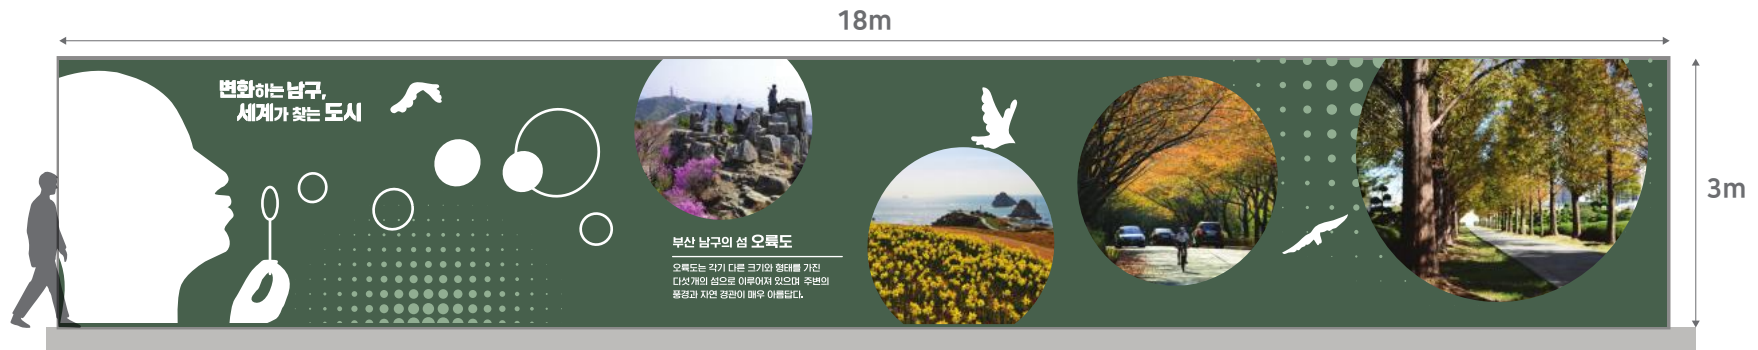 18m
변화하는 남구,
세계가 찾는 도시
부산 남구의 섬 오륙도
오륙도는 각기 다른 크기와 형태를 가진
다섯개의 섬으로 이루어져 있으며 주변의
풍경과 자연 경관이 매우 아름답다.
3m